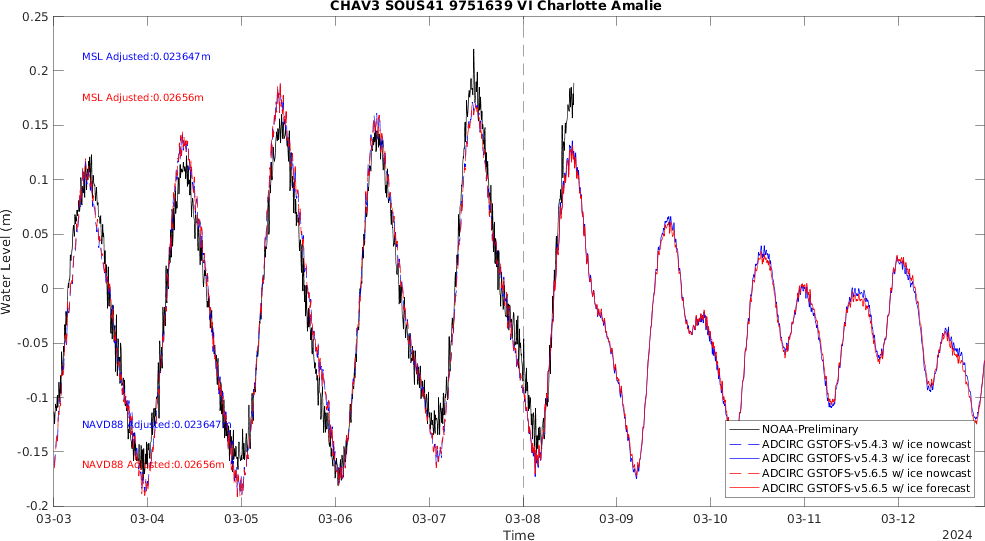 CHAV3 SOUS41 9751639 VI Charlotte Amalie
0.25
0.2
0.15
0.1
0.05
0
-0.05
-0.1
-0.15
-0.2
Water Level (m)
MSL Adjusted:0.023647m
MSL Adjusted:0.02656m
NAVD88 Adjusted:0.023647m
NAVD88 Adjusted:0.02656m
NOAA-Preliminary
ADCIRC GSTOFS-v5.4.3 w/ ice nowcast
ADCIRC GSTOFS-v5.4.3 w/ ice forecast
ADCIRC GSTOFS-v5.6.5 w/ ice nowcast
ADCIRC GSTOFS-v5.6.5 w/ ice forecast
03-03 03-04 03-05 03-06 03-07 03-08 03-09 03-10 03-11 03-12
Time
2024